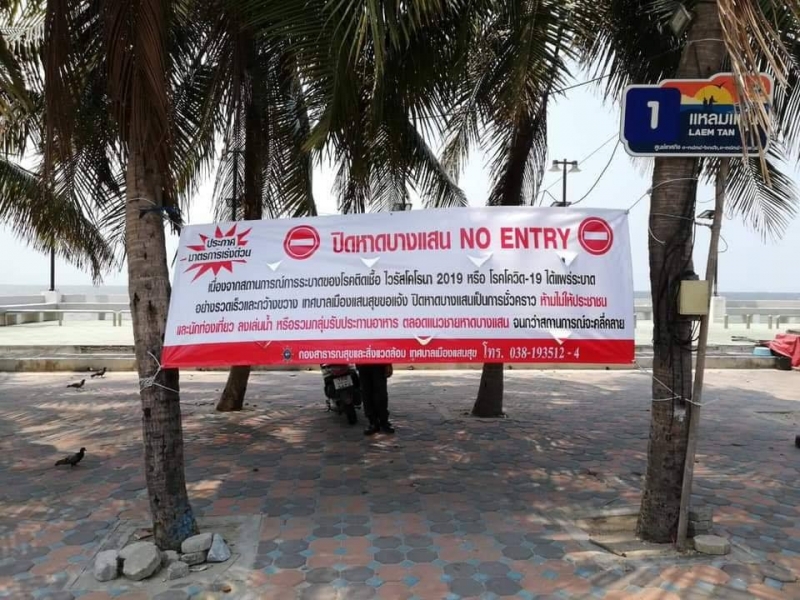 1
แหลมแท่น
LAEM TAN
ประกาศ
มาตรการเร่งด่วน
ปิดหาดบางแสน NO ENTRY
เนื่องจากสถานการณ์การระบาดของโรคติดเชื้อ ไวรัสโคโรนา 2019 หรือ โรคโควิด-19 ได้แพร่ระบาด
อย่างรวดเร็วและกว้างขวาง เทศบาลเมืองแสนสุขขอแจ้ง ปิดหาดบางแสนเป็นการชั่วคราว ห้ามไม่ให้ประชาชน
และนักท่องเที่ยว ลงเล่นน้ำ หรือรวมกลุ่มรับประทานอาหาร ตลอดแนวชายหาดบางแสน จนกว่าสถานการณ์จะคลี่คลาย
กองสาธารณสุขและสิ่งแวดล้อม เทศบาลเมืองแสนสุข โทร. 038-193512 - 4